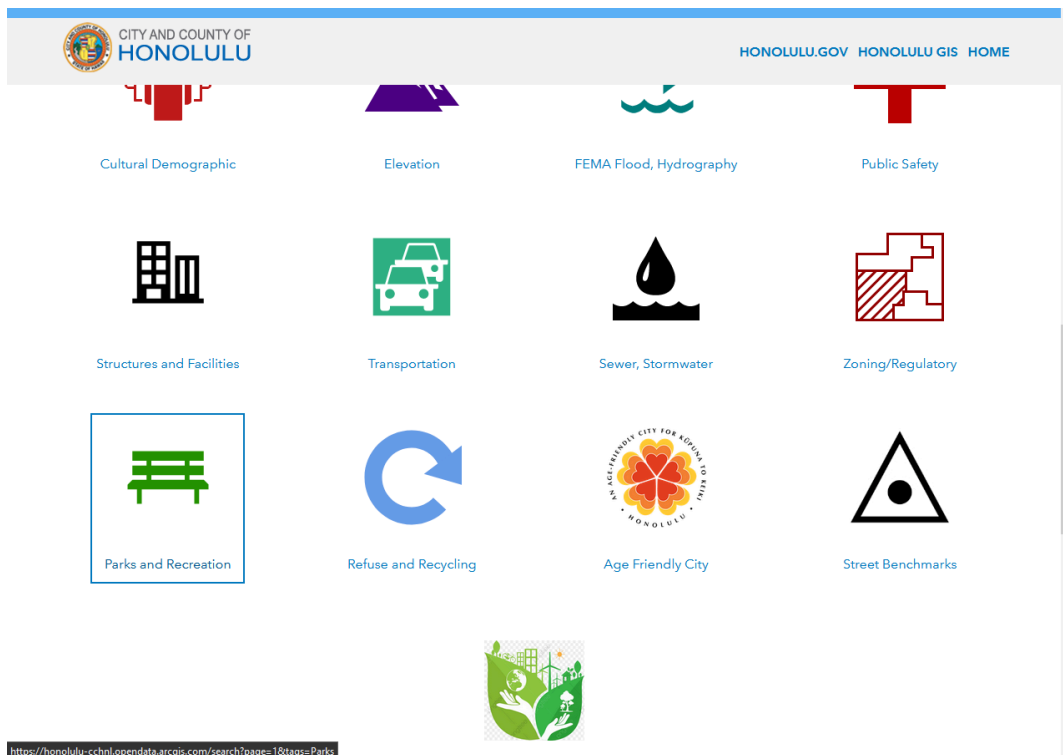 CITY AND COUNTY OF
HONOLULU
HONOLULU.GOV HONOLULU GIS HOME
Cultural Demographic
Elevation
FEMA Flood, Hydrography
Public Safety
Structures and Facilities
Transportation
Sewer, Stormwater
Zoning/Regulatory
AN AGE-FRIENDLY CITY FOR KŪPUNA TO KEIKI
• HONOLULU •
Parks and Recreation
Refuse and Recycling
Age Friendly City
Street Benchmarks
https://honolulu-cchnl.opendata.arcgis.com/search?page=1&tags=Parks